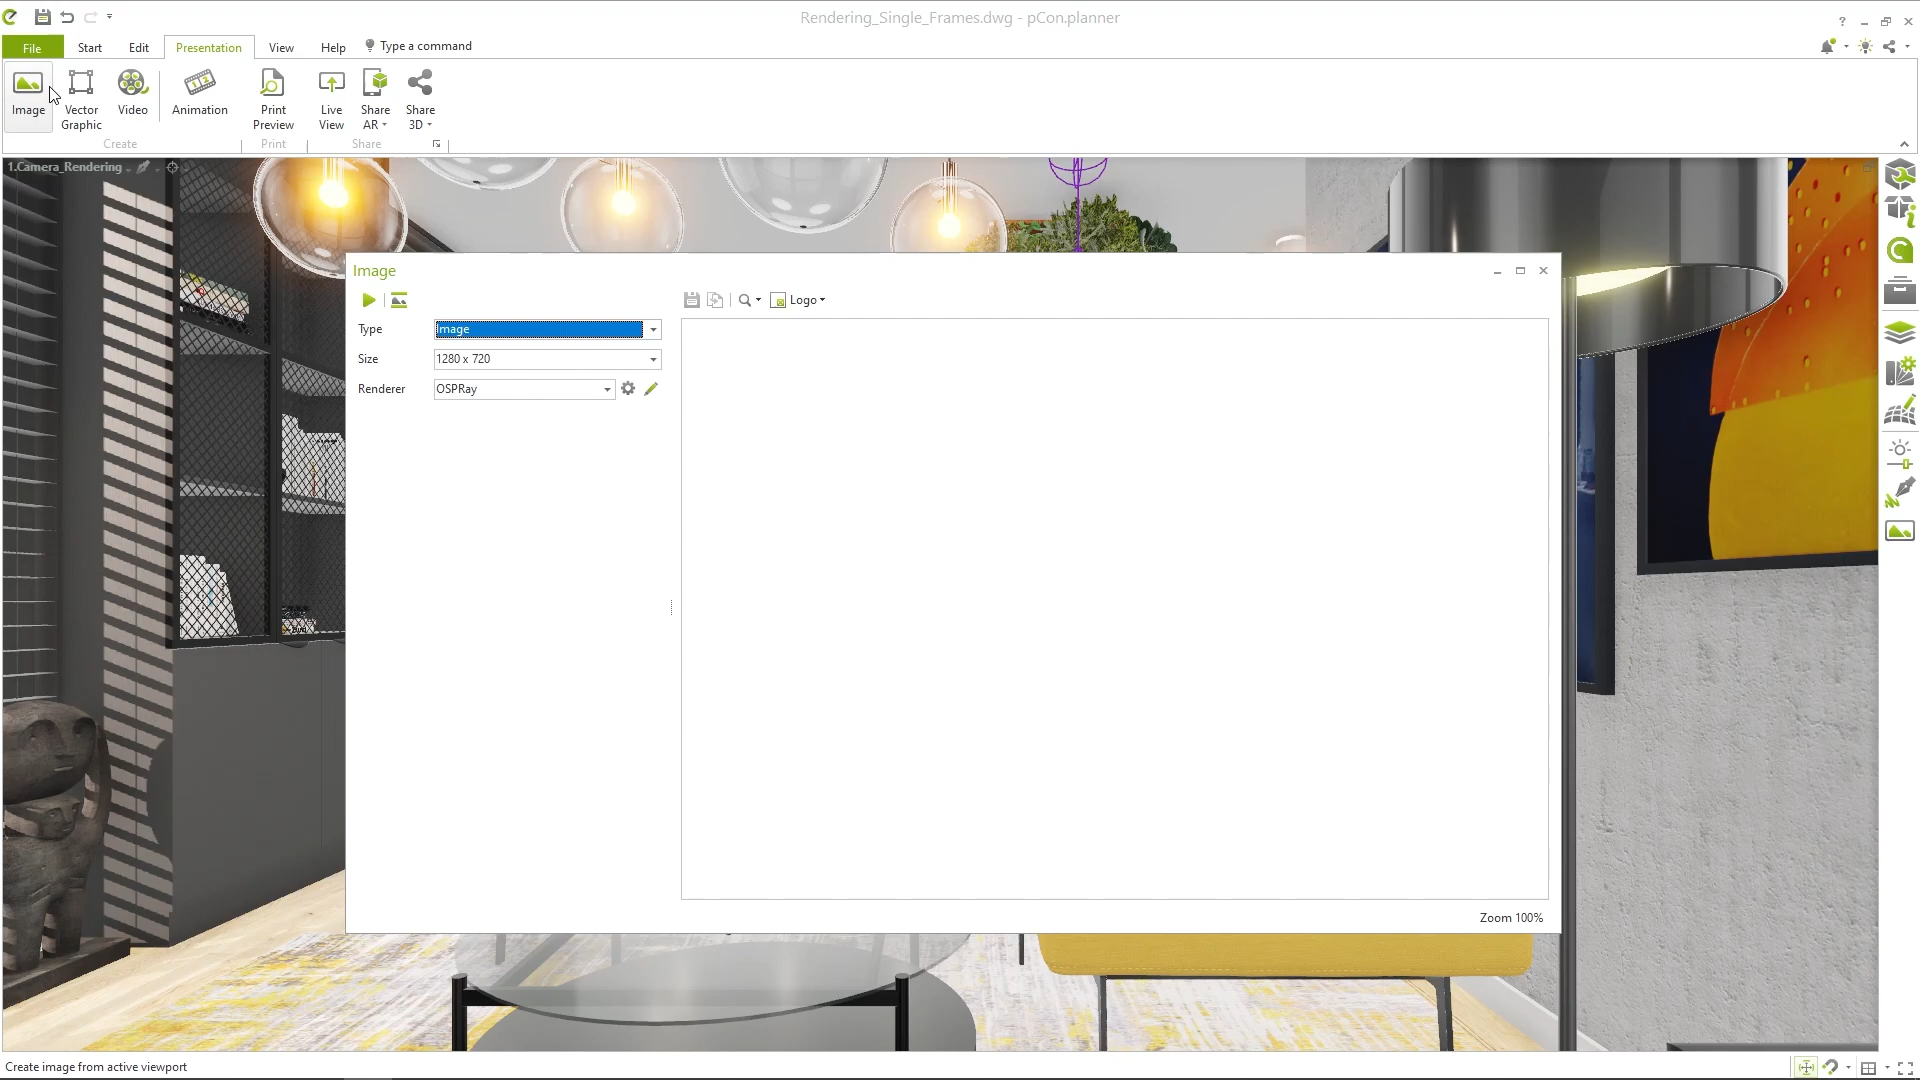 Rendering_Single_Frames.dwg - pCon.planner
File
Start
Edit
Presentation
View
Help
Type a command
Image
Vector
Graphic
Video
Animation
Print
Preview
Live
View
Share
AR
Share
3D
Create
Print
Share
1.Camera_Rendering
Image
Logo
Type
Image
Size
1280 x 720
Renderer
OSPRay
Zoom 100%
Create image from active viewport